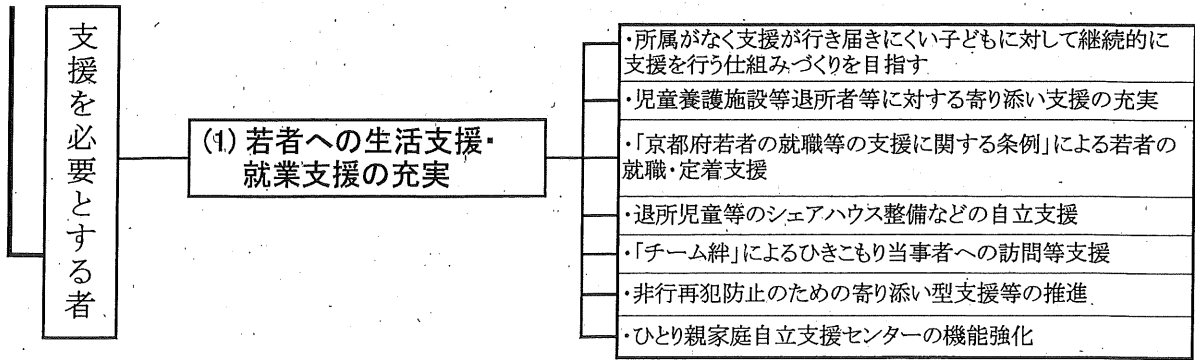 支援を必要とする者
(1) 若者への生活支援・
就業支援の充実
・所属がなく支援が行き届きにくい子どもに対して継続的に
支援を行う仕組みづくりを目指す
・児童養護施設等退所者等に対する寄り添い支援の充実
・「京都府若者の就職等の支援に関する条例」による若者の
就職・定着支援
・退所児童等のシェアハウス整備などの自立支援
・「チーム絆」によるひきこもり当事者への訪問等支援
・非行再犯防止のための寄り添い型支援等の推進
・ひとり親家庭自立支援センターの機能強化